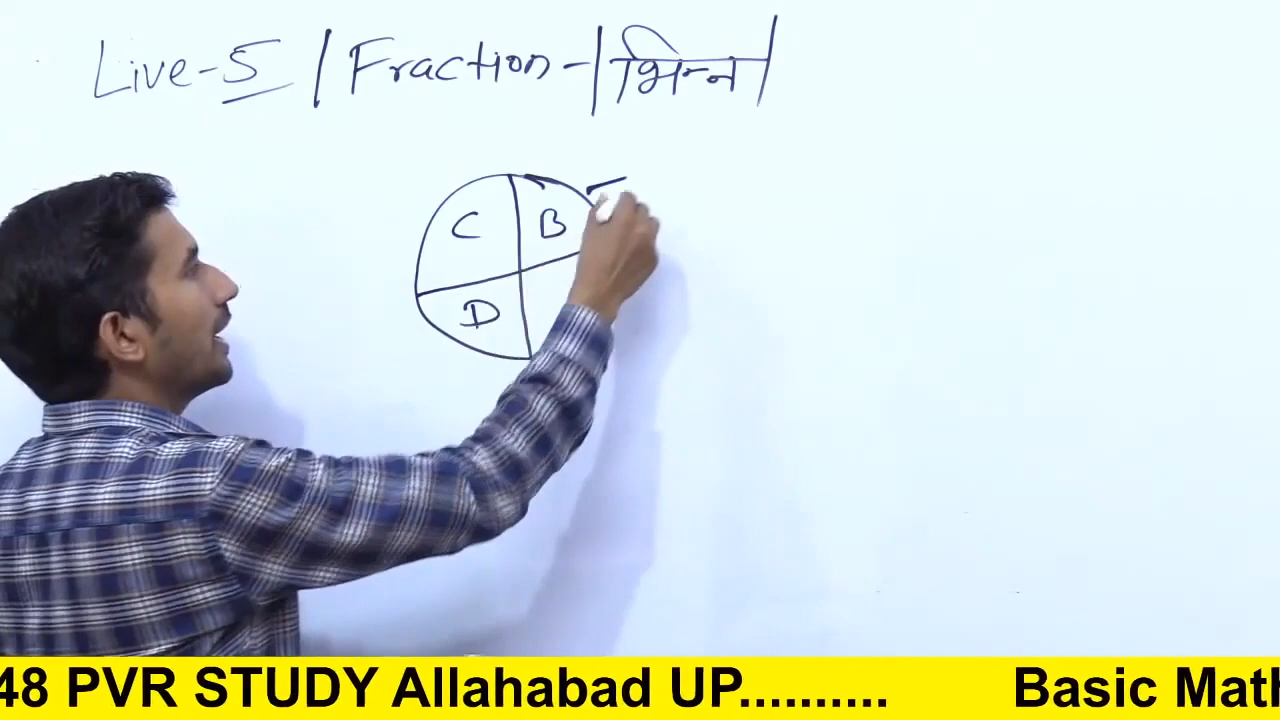 Live-5 / Fraction - | भिन्न |
C B
D
48 PVR STUDY Allahabad UP.......... Basic Math